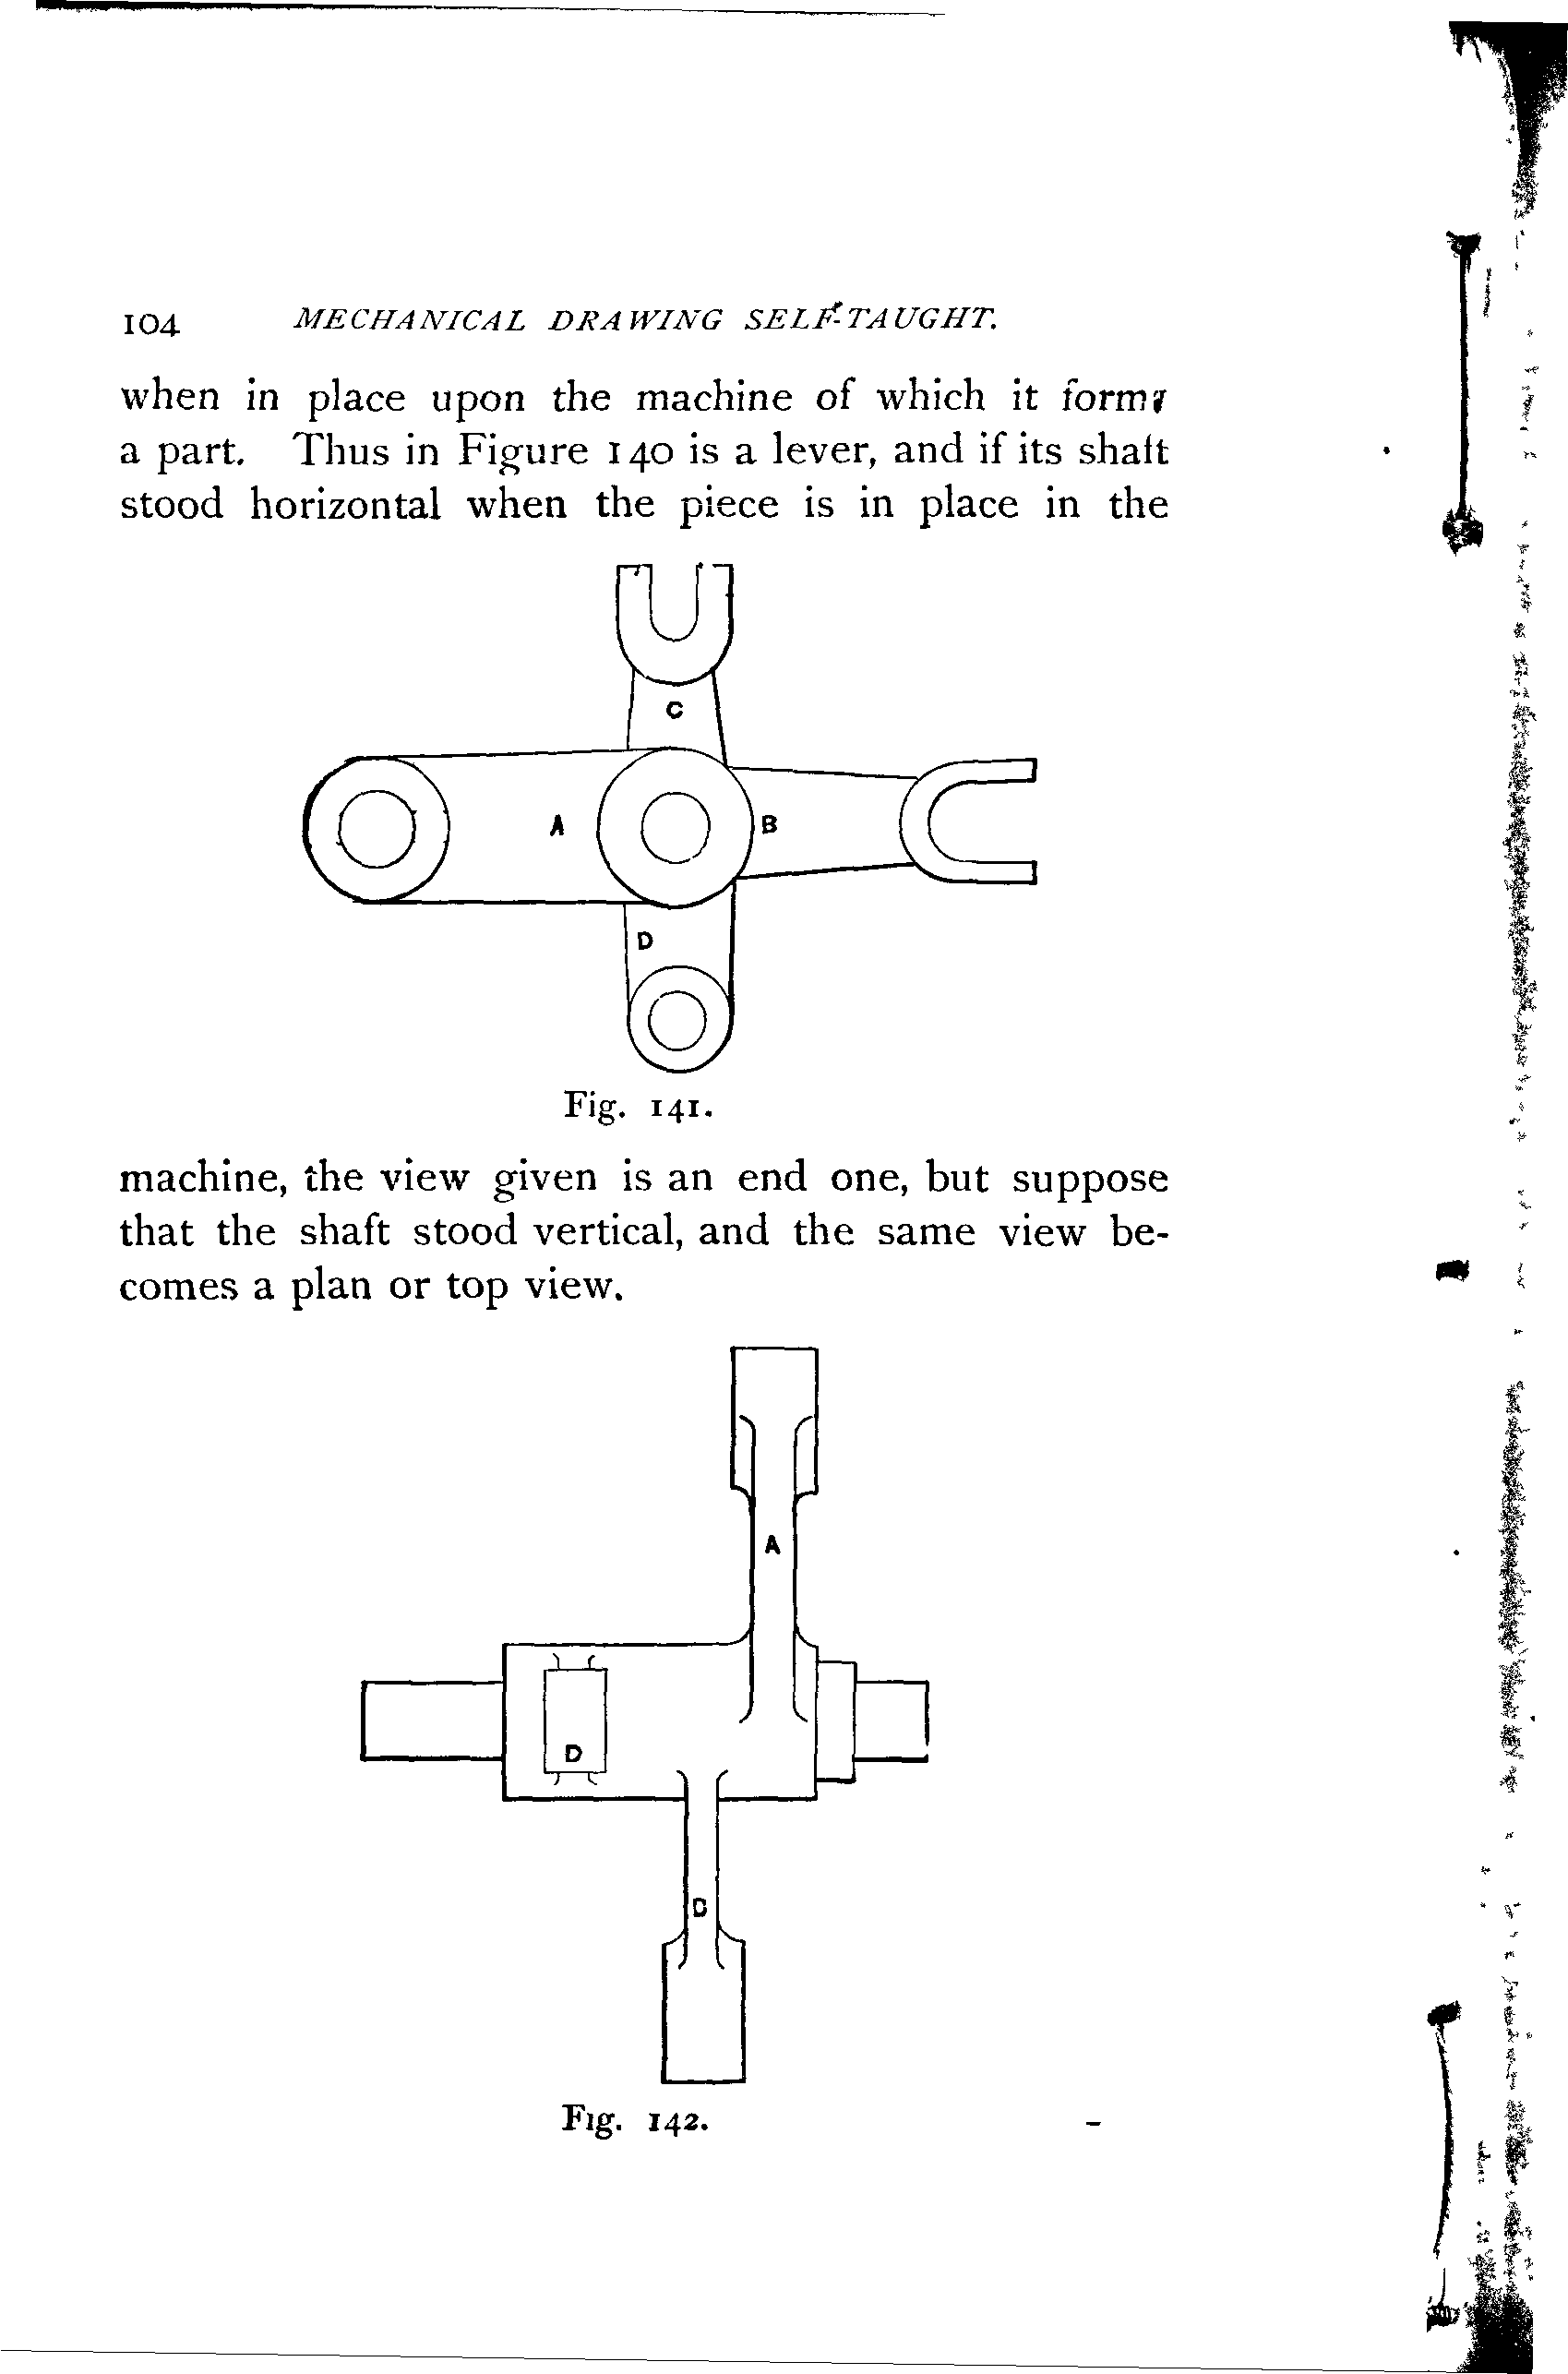 104 MECHANICAL DRAWING SELF-TAUGHT.
when in place upon the machine of which it forms
a part. Thus in Figure 140 is a lever, and if its shaft
stood horizontal when the piece is in place in the
C
A B
D
Fig. 141.
machine, the view given is an end one, but suppose
that the shaft stood vertical, and the same view be-
comes a plan or top view.
A
D
Fig. 142.